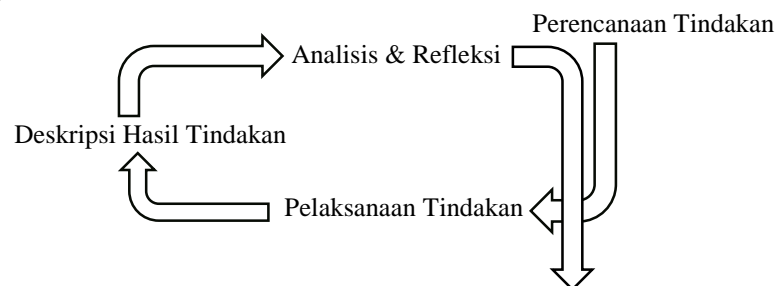 Perencanaan Tindakan
Analisis & Refleksi
Deskripsi Hasil Tindakan
Pelaksanaan Tindakan